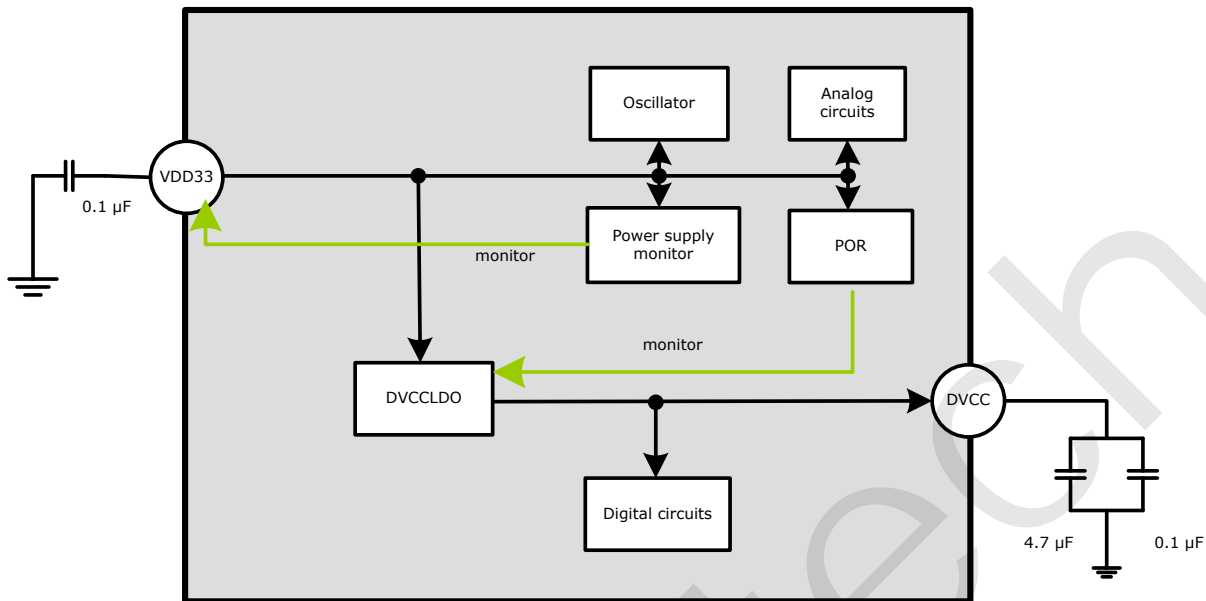 Oscillator
Analog
circuits
VDD33
0.1 µF
Power supply
monitor
POR
monitor
monitor
DVCCLDO
DVCC
Digital circuits
4.7 µF
0.1 µF